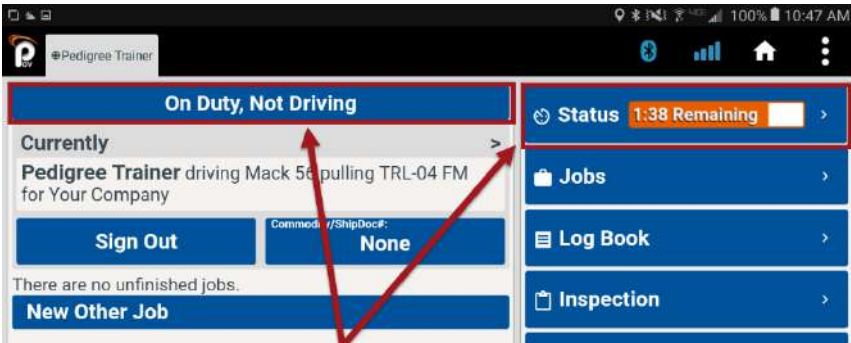 100% 10:47 AM
p
POV
Pedigree Trainer
On Duty, Not Driving
Currently >
Pedigree Trainer driving Mack 56 pulling TRL-04 FM
for Your Company
Sign Out
Commodity/ShipDoc#:
None
There are no unfinished jobs.
New Other Job
Status 1:38 Remaining >
Jobs >
Log Book >
Inspection >